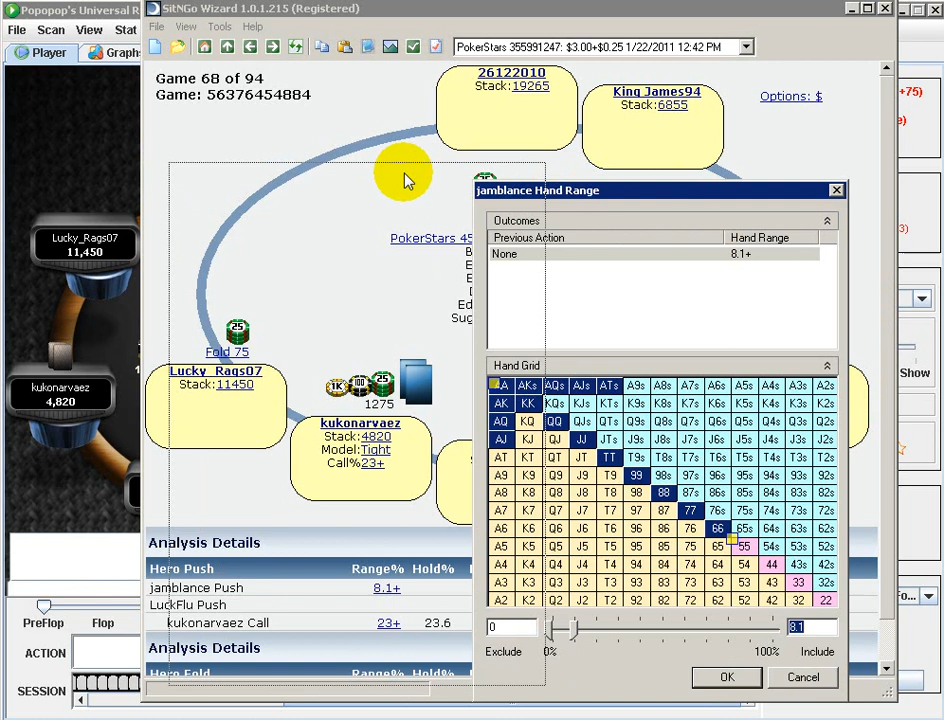 Popopop's Universal R
File Scan View Stat
Player Graphs
Lucky_Rags07
11,450
kukonarvaez
4,820
PreFlop Flop
ACTION
SESSION
SitNGo Wizard 1.0.1.215 (Registered)
File View Tools Help
PokerStars 355991247: $3.00+$0.25 1/22/2011 12:42 PM
Game 68 of 94
Game: 56376454884
26122010
Stack:19265
King James94
Stack:6855
Options: $
PokerStars 45
Fold 75
Lucky_Rags07
Stack:11450
1275
kukonarvaez
Stack:4820
Model:Tight
Call%23+
Analysis Details
Hero Push Range% Hold%
jamblance Push 8.1+
LuckFlu Push
kukonarvaez Call 23+ 23.6
Analysis Details
Hero Fold Range% Hold%
jamblance Hand Range
Outcomes
Previous Action Hand Range
None 8.1+
Hand Grid
AA AKs AQs AJs ATs A9s A8s A7s A6s A5s A4s A3s A2s
AK KK KQs KJs KTs K9s K8s K7s K6s K5s K4s K3s K2s
AQ KQ QQ QJs QTs Q9s Q8s Q7s Q6s Q5s Q4s Q3s Q2s
AJ KJ QJ JJ JTs J9s J8s J7s J6s J5s J4s J3s J2s
AT KT QT JT TT T9s T8s T7s T6s T5s T4s T3s T2s
A9 K9 Q9 J9 T9 99 98s 97s 96s 95s 94s 93s 92s
A8 K8 Q8 J8 T8 98 88 87s 86s 85s 84s 83s 82s
A7 K7 Q7 J7 T7 97 87 77 76s 75s 74s 73s 72s
A6 K6 Q6 J6 T6 96 86 76 66 65s 64s 63s 62s
A5 K5 Q5 J5 T5 95 85 75 65 55 54s 53s 52s
A4 K4 Q4 J4 T4 94 84 74 64 54 44 43s 42s
A3 K3 Q3 J3 T3 93 83 73 63 53 43 33 32s
A2 K2 Q2 J2 T2 92 82 72 62 52 42 32 22
0 8.1
Exclude 0% 100% Include
OK Cancel
+75)
Show
Fo...